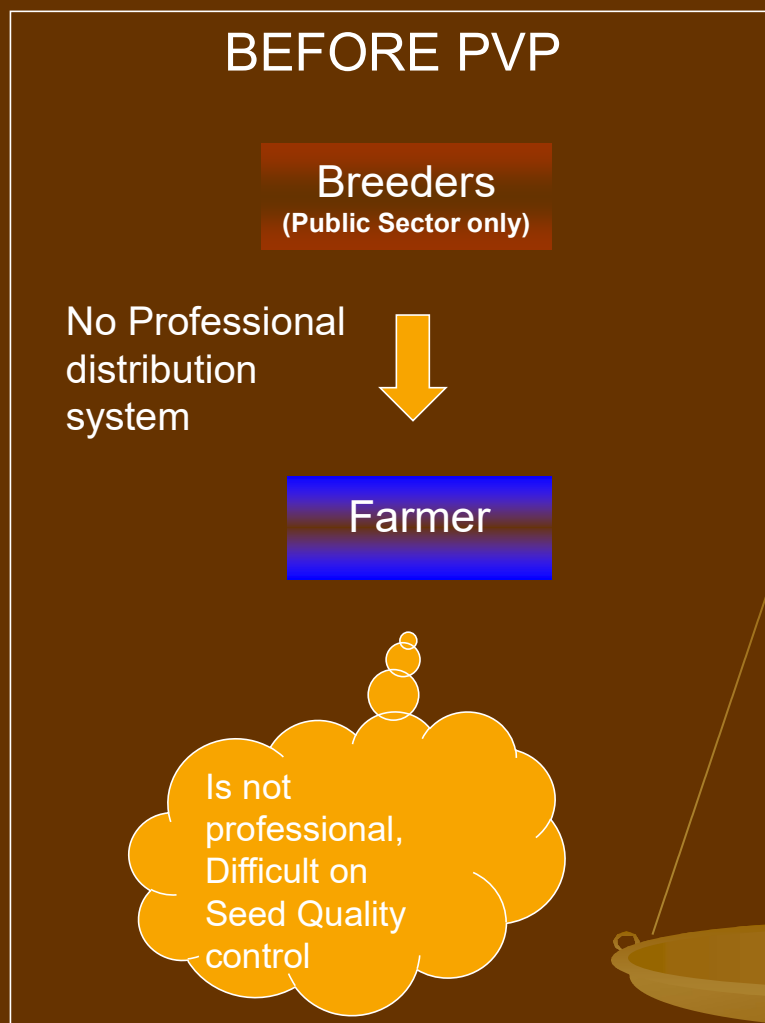 BEFORE PVP
Breeders
(Public Sector only)
No Professional
distribution
system
Farmer
Is not
professional,
Difficult on
Seed Quality
control